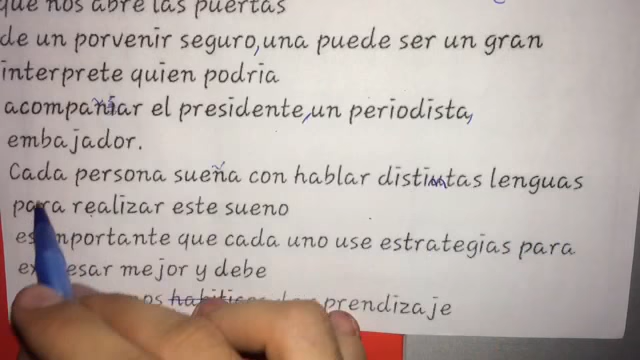 que nos abre las puertas
de un porvenir seguro, una puede ser un gran
interprete quien podria
acompañiar el presidente, un periodista,
embajador.
Cada persona sueña con hablar distintas lenguas
para realizar este sueno
importante que cada uno use estrategias para
mejor y debe
prendizaje